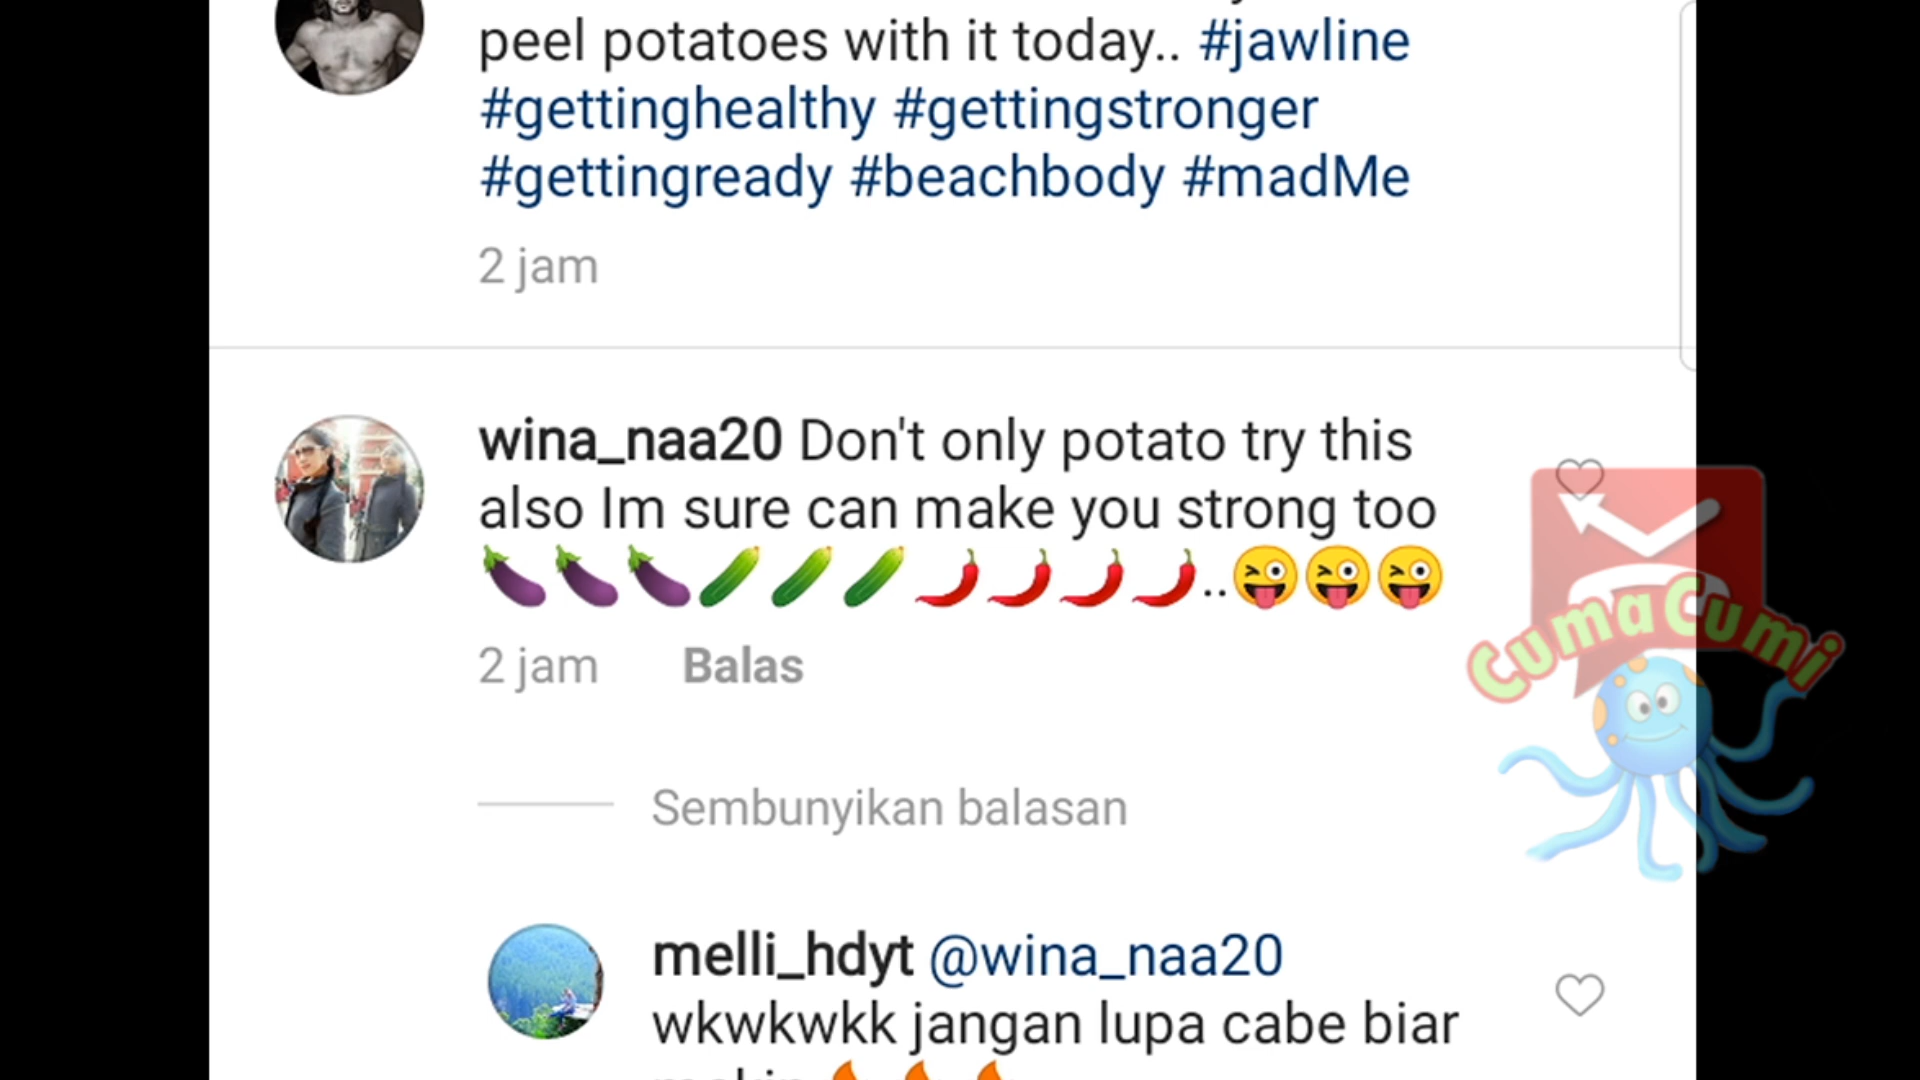 peel potatoes with it today.. #jawline
#gettinghealthy #gettingstronger
#gettingready #beachbody #madMe
2 jam
wina_naa20 Don't only potato try this
also Im sure can make you strong too
🍆🍆🍆🥒🥒🥒🌶🌶🌶🌶..😜😜😜
2 jam Balas
Sembunyikan balasan
CumaCumi
melli_hdyt @wina_naa20
wkwkwkk jangan lupa cabe biar
🔥🔥🔥